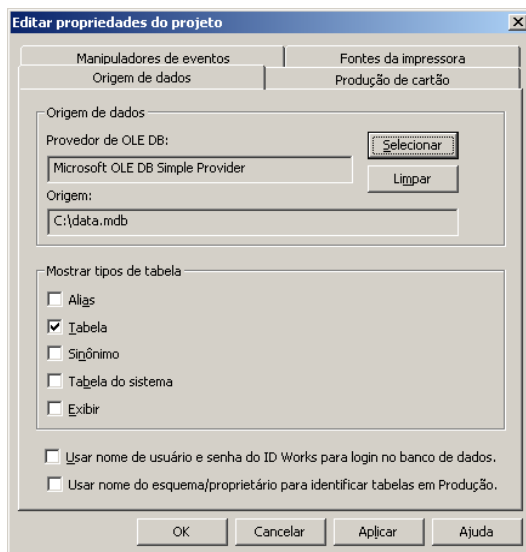 Editar propriedades do projeto
Manipuladores de eventos
Fontes da impressora
Origem de dados
Produção de cartão
Origem de dados
Provedor de OLE DB:
Selecionar
Microsoft OLE DB Simple Provider
Limpar
Origem:
C:\data.mdb
Mostrar tipos de tabela
Alias
Tabela
Sinônimo
Tabela do sistema
Exibir
Usar nome de usuário e senha do ID Works para login no banco de dados.
Usar nome do esquema/proprietário para identificar tabelas em Produção.
OK
Cancelar
Aplicar
Ajuda